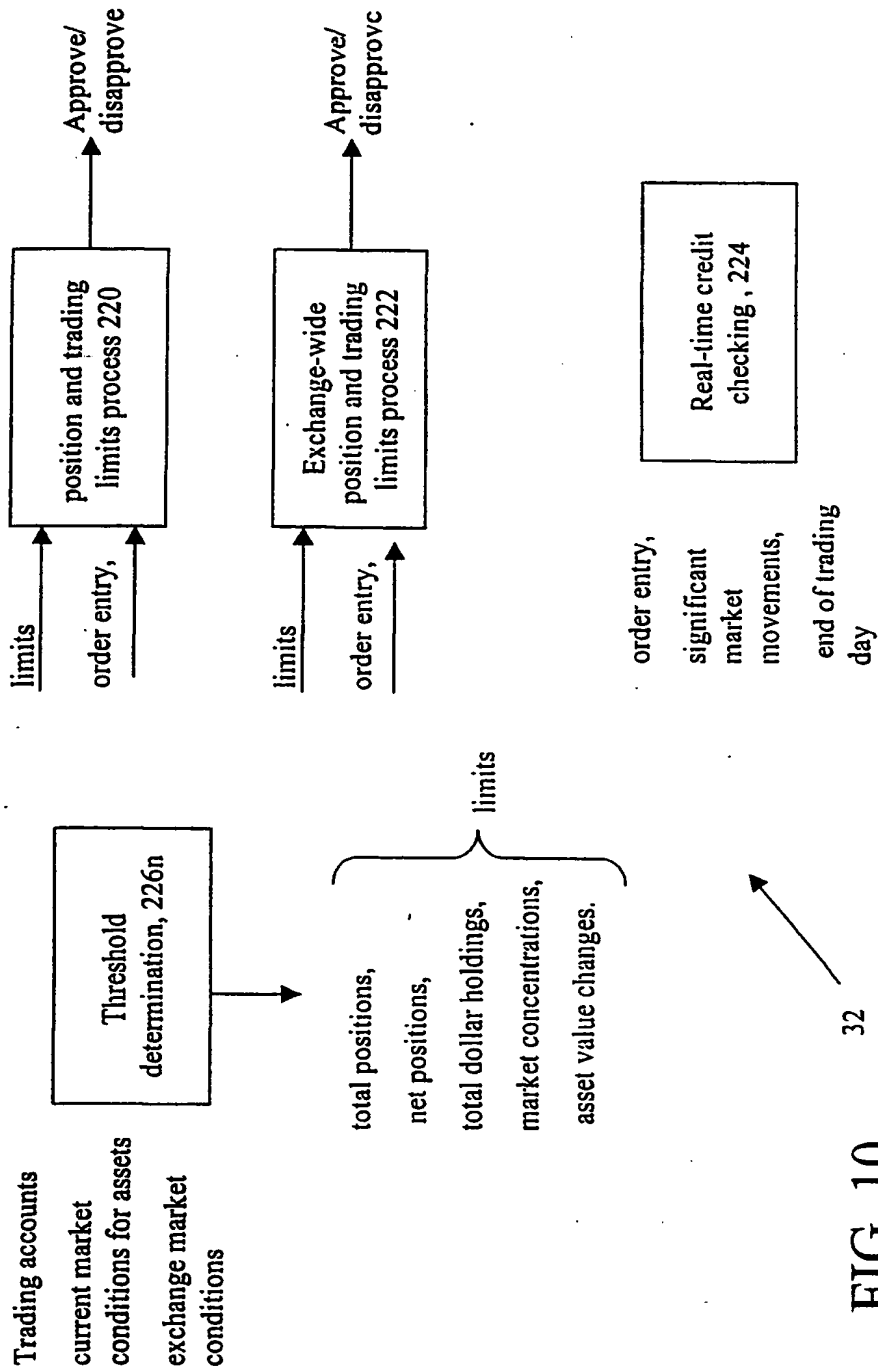 Trading accounts
current market
conditions for assets
exchange market
conditions
Threshold
determination, 226n
total positions,
net positions,
total dollar holdings,
market concentrations,
asset value changes.
limits
limits
order entry,
position and trading
limits process 220
Approve/
disapprove
limits
order entry,
Exchange-wide
position and trading
limits process 222
Approve/
disapprovc
order entry,
significant
market
movements,
end of trading
day
Real-time credit
checking , 224
32
FIG. 10